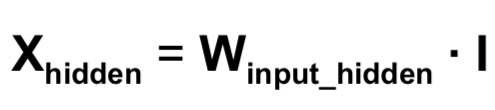 X_hidden = W_input_hidden · I